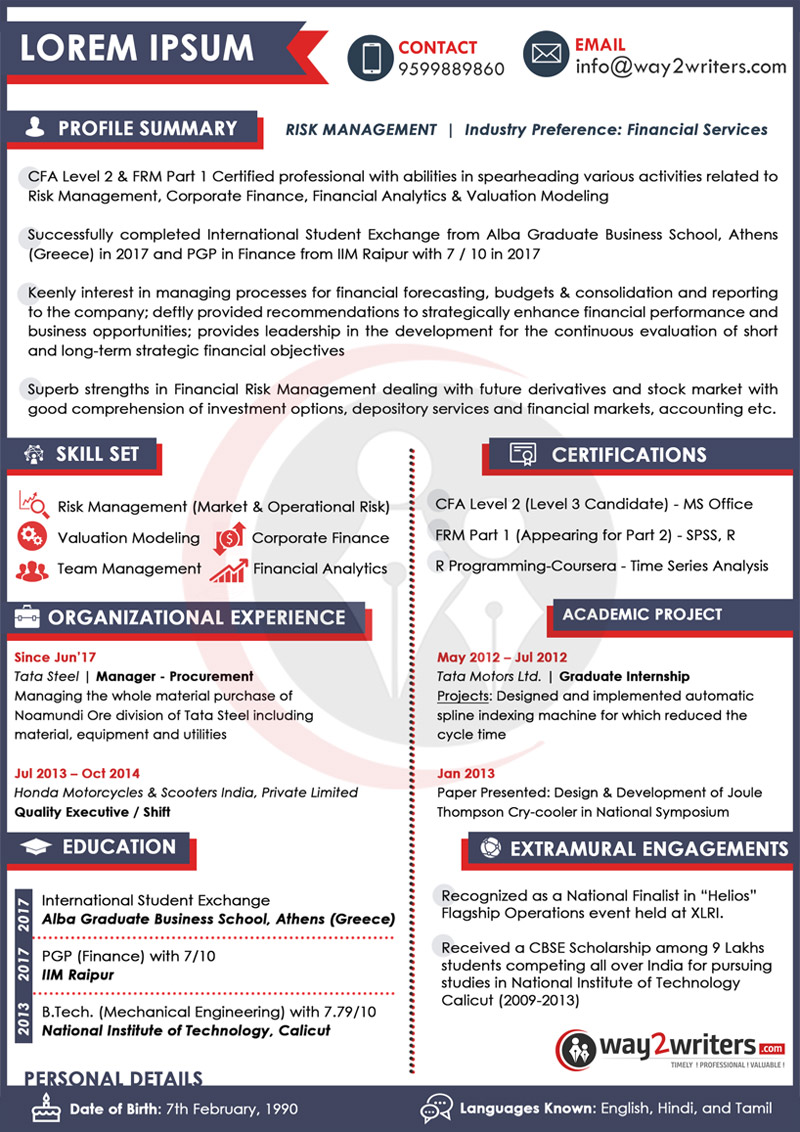 LOREM IPSUM
CONTACT
9599889860
EMAIL
info@way2writers.com
PROFILE SUMMARY
RISK MANAGEMENT | Industry Preference: Financial Services
CFA Level 2 & FRM Part 1 Certified professional with abilities in spearheading various activities related to
Risk Management, Corporate Finance, Financial Analytics & Valuation Modeling
Successfully completed International Student Exchange from Alba Graduate Business School, Athens
(Greece) in 2017 and PGP in Finance from IIM Raipur with 7 / 10 in 2017
Keenly interest in managing processes for financial forecasting, budgets & consolidation and reporting
to the company; deftly provided recommendations to strategically enhance financial performance and
business opportunities; provides leadership in the development for the continuous evaluation of short
and long-term strategic financial objectives
Superb strengths in Financial Risk Management dealing with future derivatives and stock market with
good comprehension of investment options, depository services and financial markets, accounting etc.
SKILL SET
Risk Management (Market & Operational Risk)
Valuation Modeling
Corporate Finance
Team Management
Financial Analytics
CERTIFICATIONS
CFA Level 2 (Level 3 Candidate) - MS Office
FRM Part 1 (Appearing for Part 2) - SPSS, R
R Programming-Coursera - Time Series Analysis
ORGANIZATIONAL EXPERIENCE
Since Jun'17
Tata Steel | Manager - Procurement
Managing the whole material purchase of
Noamundi Ore division of Tata Steel including
material, equipment and utilities
Jul 2013 – Oct 2014
Honda Motorcycles & Scooters India, Private Limited
Quality Executive / Shift
ACADEMIC PROJECT
May 2012 – Jul 2012
Tata Motors Ltd. | Graduate Internship
Projects: Designed and implemented automatic
spline indexing machine for which reduced the
cycle time
Jan 2013
Paper Presented: Design & Development of Joule
Thompson Cry-cooler in National Symposium
EDUCATION
2017
International Student Exchange
Alba Graduate Business School, Athens (Greece)
2017
PGP (Finance) with 7/10
IIM Raipur
2013
B.Tech. (Mechanical Engineering) with 7.79/10
National Institute of Technology, Calicut
EXTRAMURAL ENGAGEMENTS
Recognized as a National Finalist in “Helios”
Flagship Operations event held at XLRI.
Received a CBSE Scholarship among 9 Lakhs
students competing all over India for pursuing
studies in National Institute of Technology
Calicut (2009-2013)
way2writers.com
TIMELY ! PROFESSIONAL ! VALUABLE !
PERSONAL DETAILS
Date of Birth: 7th February, 1990
Languages Known: English, Hindi, and Tamil